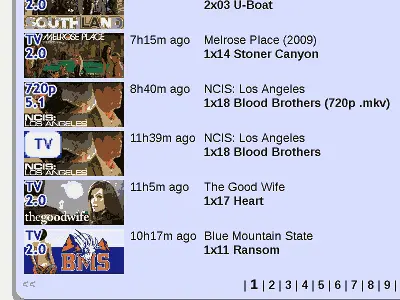 2.0
SOUTHLAND
2x03 U-Boat
TV
2.0
MELROSE PLACE
7h15m ago
Melrose Place (2009)
1x14 Stoner Canyon
720p
5.1
NCIS:
LOS ANGELES
8h40m ago
NCIS: Los Angeles
1x18 Blood Brothers (720p .mkv)
TV
NCIS:
LOS ANGELES
11h39m ago
NCIS: Los Angeles
1x18 Blood Brothers
TV
2.0
thegoodwife
11h5m ago
The Good Wife
1x17 Heart
TV
2.0
BMS
10h17m ago
Blue Mountain State
1x11 Ransom
<<
| 1 | 2 | 3 | 4 | 5 | 6 | 7 | 8 | 9 |